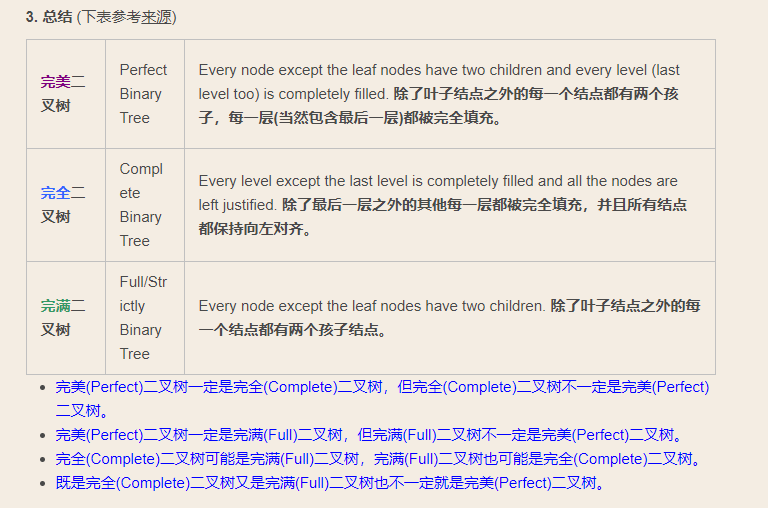 3. 总结 (下表参考来源)
完美二
叉树
Perfect
Binary
Tree
Every node except the leaf nodes have two children and every level (last
level too) is completely filled. 除了叶子结点之外的每一个结点都有两个孩
子，每一层(当然包含最后一层)都被完全填充。
完全二
叉树
Compl
ete
Binary
Tree
Every level except the last level is completely filled and all the nodes are
left justified. 除了最后一层之外的其他每一层都被完全填充，并且所有结点
都保持向左对齐。
完满二
叉树
Full/Str
ictly
Binary
Tree
Every node except the leaf nodes have two children. 除了叶子结点之外的每
一个结点都有两个孩子结点。
• 完美(Perfect)二叉树一定是完全(Complete)二叉树，但完全(Complete)二叉树不一定是完美(Perfect)
二叉树。
• 完美(Perfect)二叉树一定是完满(Full)二叉树，但完满(Full)二叉树不一定是完美(Perfect)二叉树。
• 完全(Complete)二叉树可能是完满(Full)二叉树，完满(Full)二叉树也可能是完全(Complete)二叉树。
• 既是完全(Complete)二叉树又是完满(Full)二叉树也不一定就是完美(Perfect)二叉树。